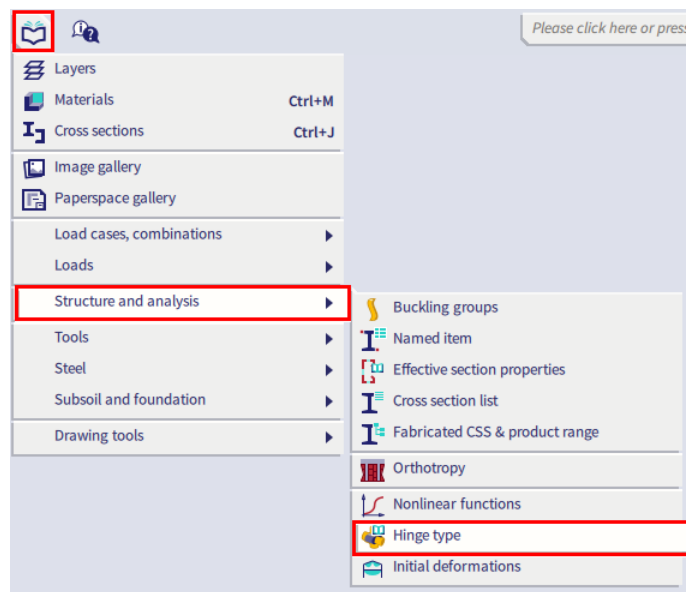 Please click here or press
Layers
Materials Ctrl+M
Cross sections Ctrl+J
Image gallery
Paperspace gallery
Load cases, combinations
Loads
Structure and analysis
Tools
Steel
Subsoil and foundation
Drawing tools
Buckling groups
Named item
Effective section properties
Cross section list
Fabricated CSS & product range
Orthotropy
Nonlinear functions
Hinge type
Initial deformations